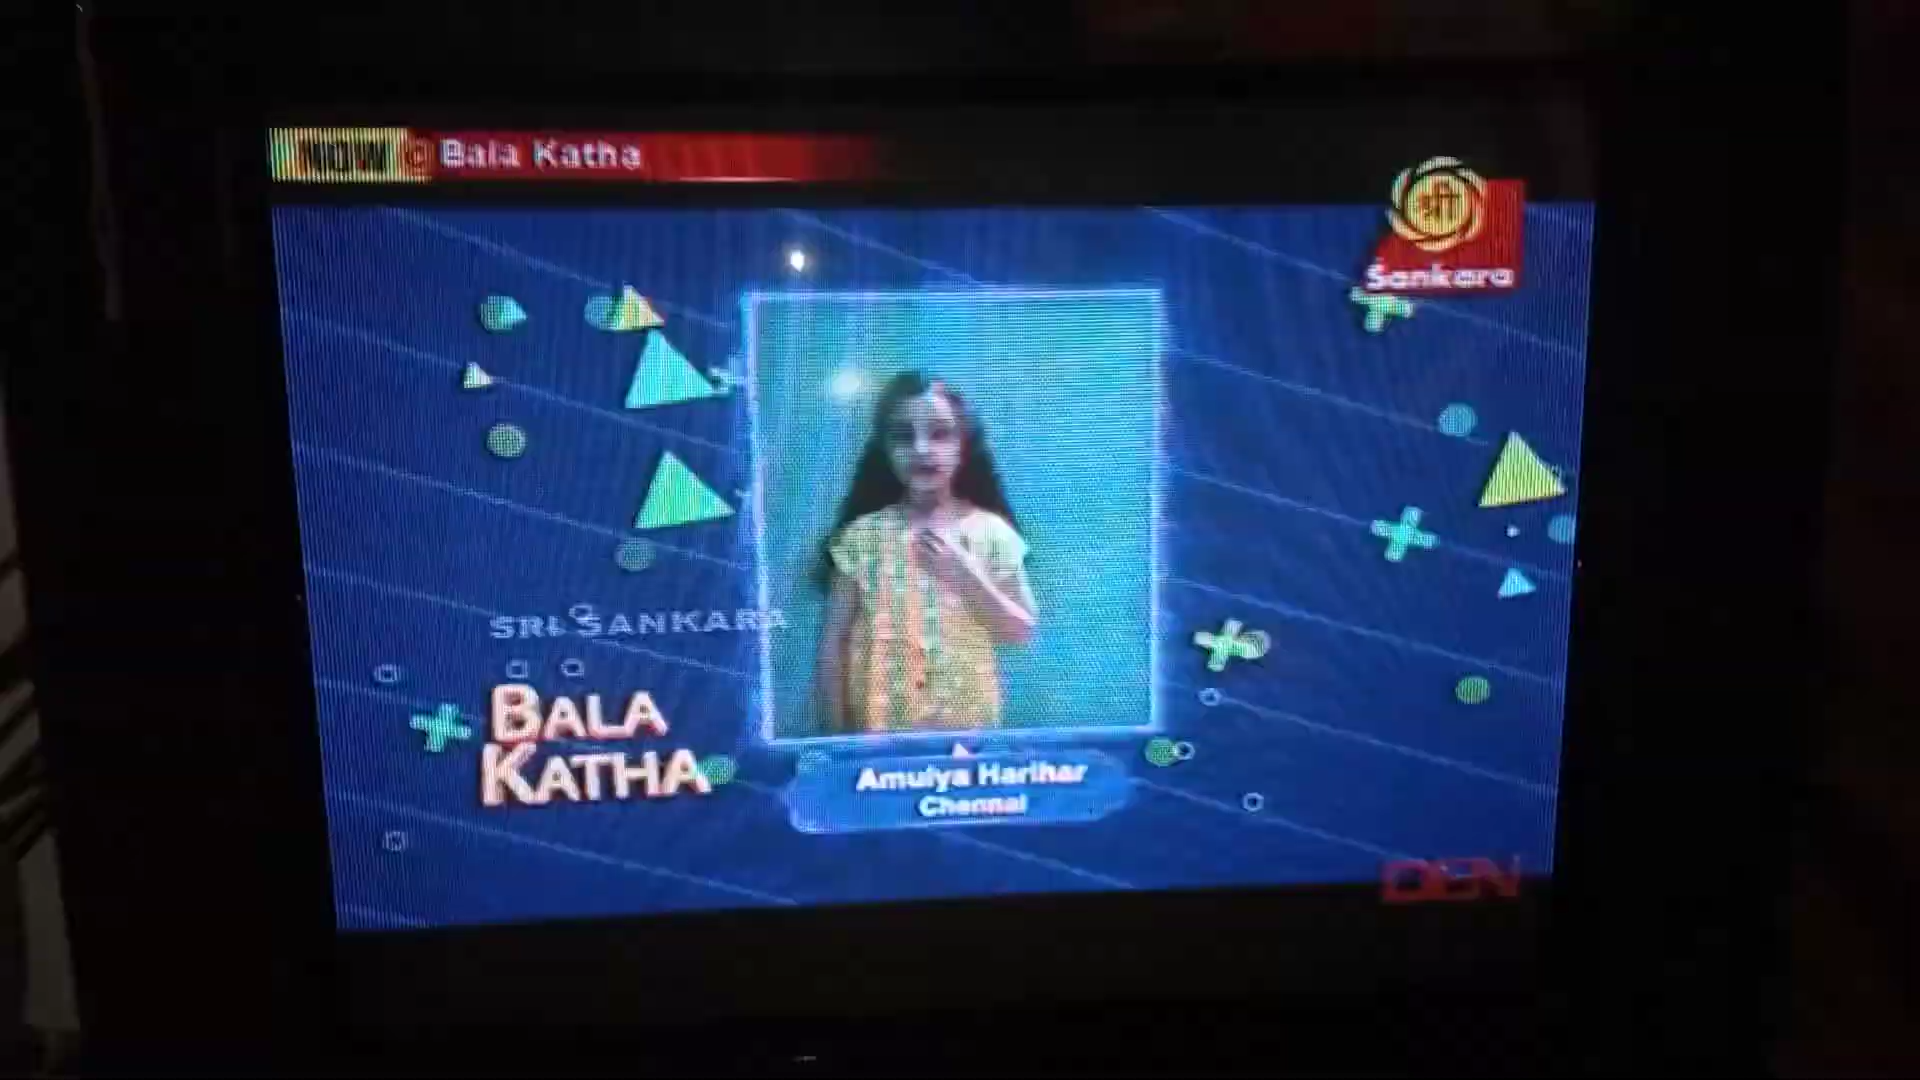 NOW Bala Katha
श्री
Sankara
SRI SANKARA
BALA
KATHA
Amulya Harihar
Chennai
DEN